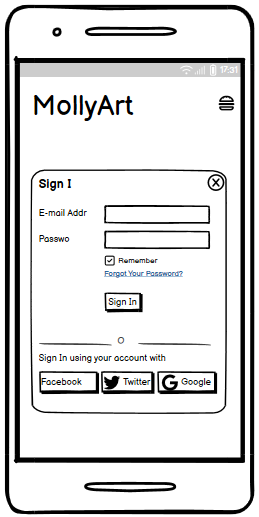 17:31
MollyArt
Sign I
E-mail Addr
Passwo
Remember
Forgot Your Password?
Sign In
O
Sign In using your account with
Facebook Twitter Google